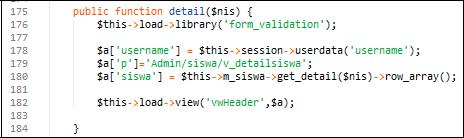 175 public function detail($nis) {
176 $this->load->library('form_validation');
177
178 $a['username'] = $this->session->userdata('username');
179 $a['p']='Admin/siswa/v_detailsiswa';
180 $a['siswa'] = $this->m_siswa->get_detail($nis)->row_array();
181
182 $this->load->view('vwHeader',$a);
183
184 }